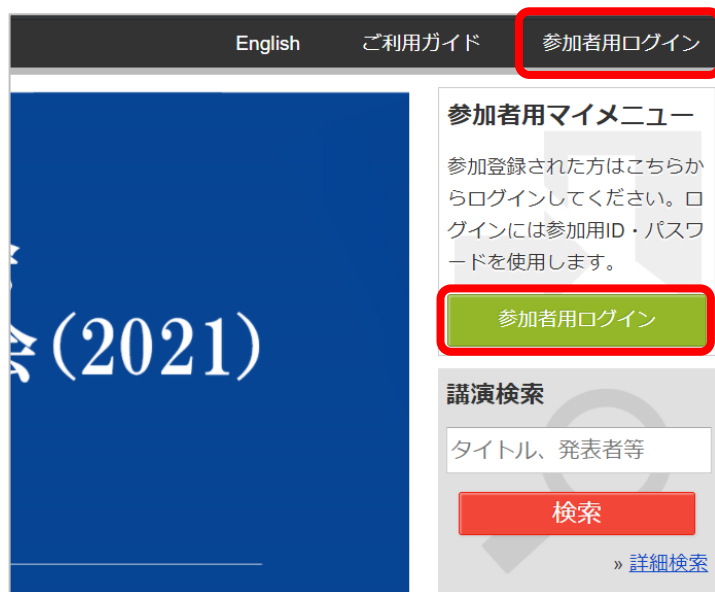 English ご利用ガイド 参加者用ログイン
会(2021)
参加者用マイメニュー
参加登録された方はこちらか
らログインしてください。ロ
グインには参加用ID・パスワ
ードを使用します。
参加者用ログイン
講演検索
タイトル、発表者等
検索
» 詳細検索